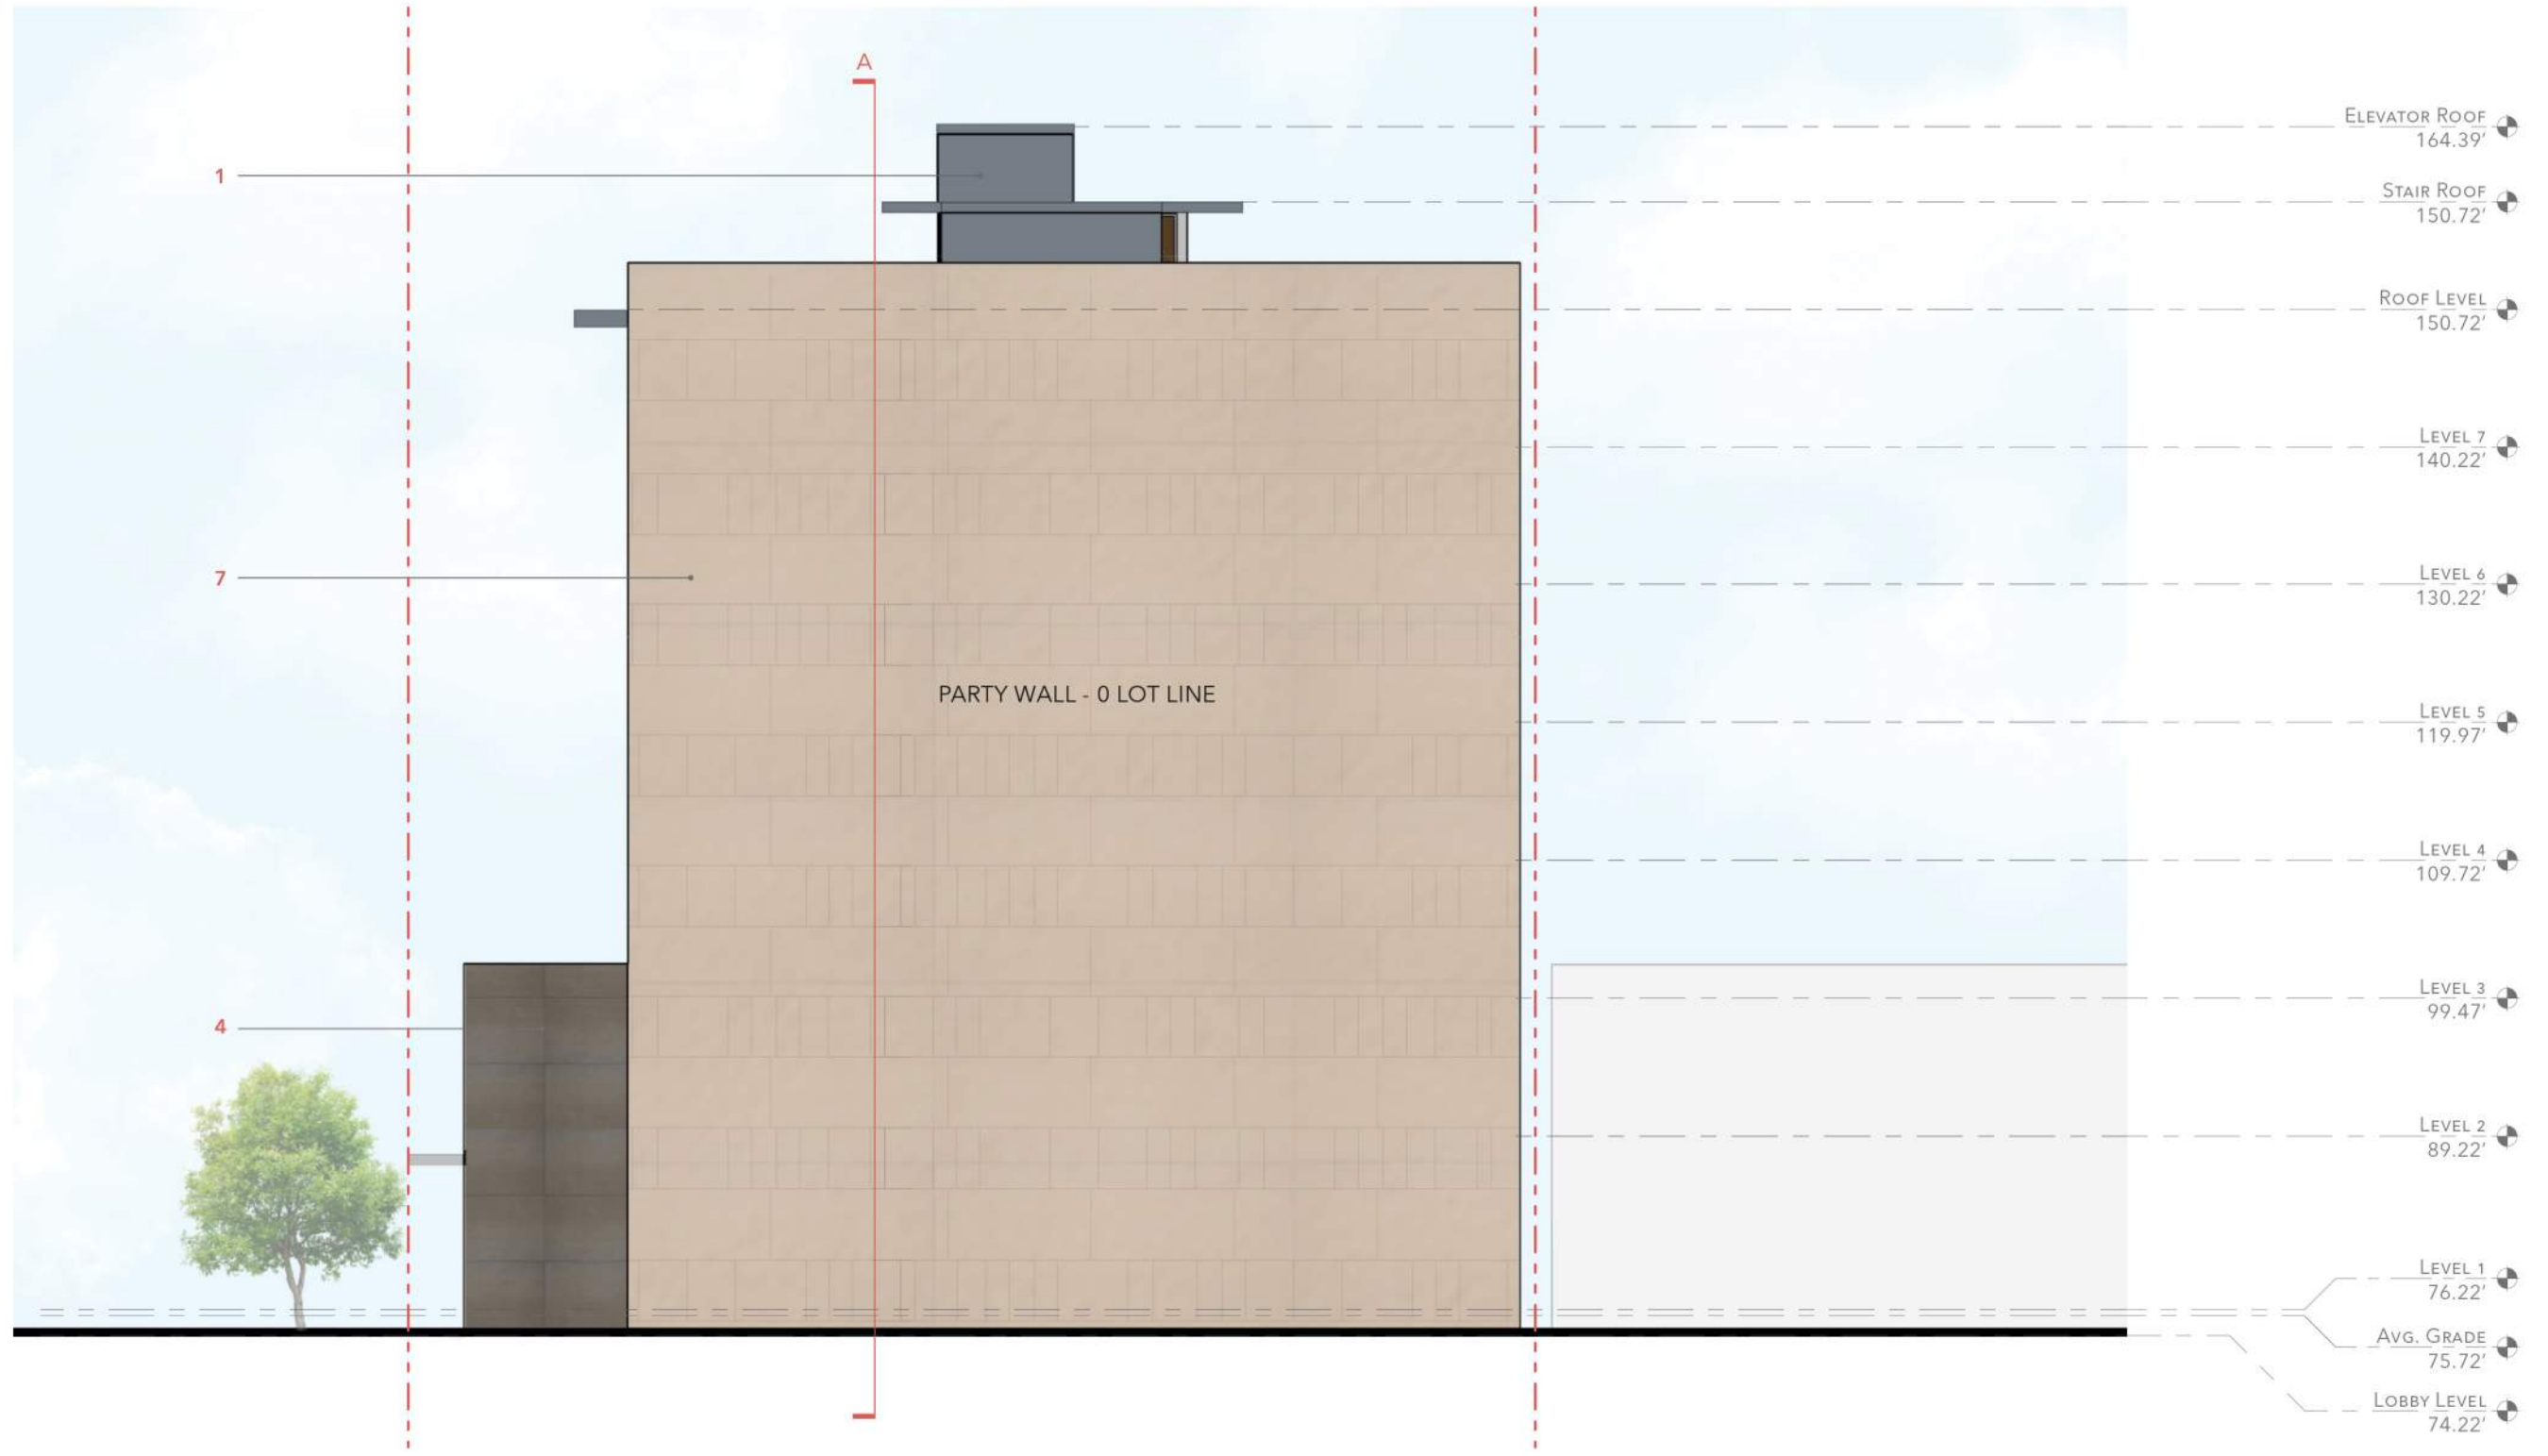 A
ELEVATOR ROOF
164.39'
1
STAIR ROOF
150.72'
ROOF LEVEL
150.72'
LEVEL 7
140.22'
7
LEVEL 6
130.22'
PARTY WALL - 0 LOT LINE
LEVEL 5
119.97'
LEVEL 4
109.72'
LEVEL 3
99.47'
4
LEVEL 2
89.22'
LEVEL 1
76.22'
AVG. GRADE
75.72'
LOBBY LEVEL
74.22'